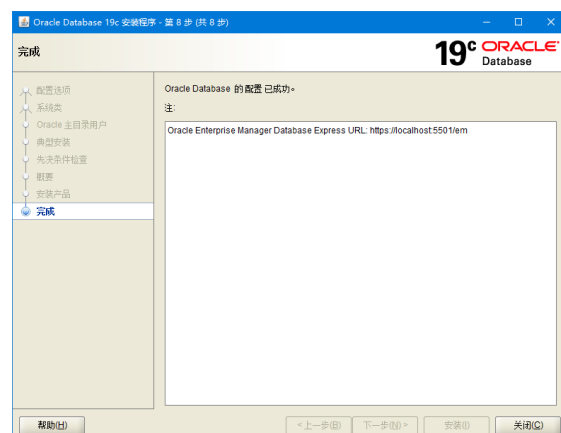 Oracle Database 19c 安装程序 - 第 8 步 (共 8 步)
完成
19c ORACLE
Database
配置选项
系统类
Oracle 主目录用户
典型安装
先决条件检查
概要
安装产品
完成
Oracle Database 的 配置 已成功。
注:
Oracle Enterprise Manager Database Express URL: https://localhost:5501/em
帮助(H)
<上一步(B)
下一步(N)>
安装(I)
关闭(C)